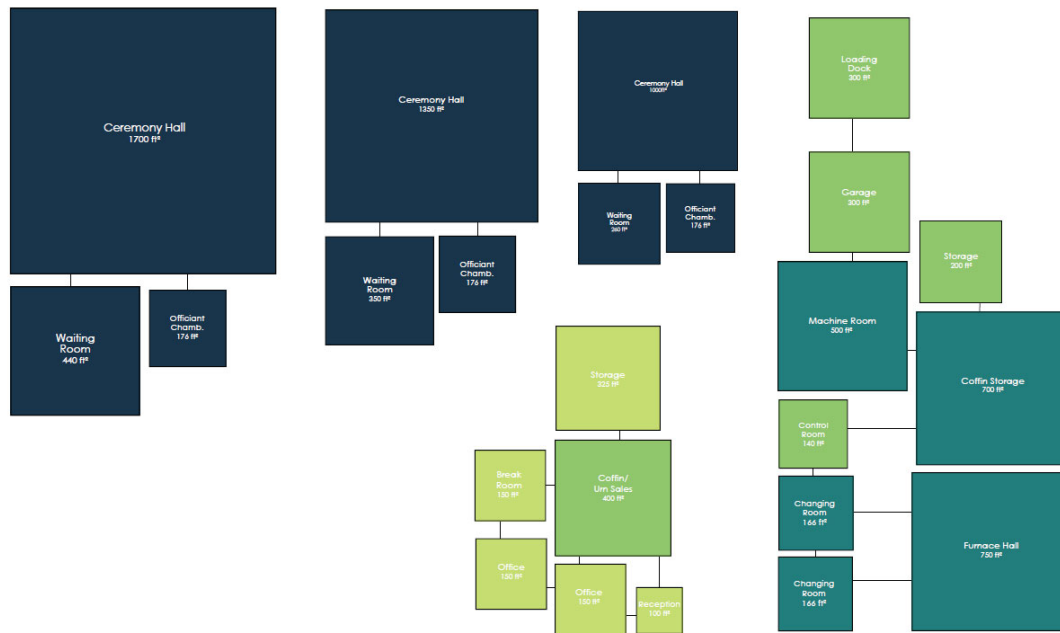 Ceremony Hall
1700 ft²
Waiting
Room
440 ft²
Officiant
Chamb.
176 ft²
Ceremony Hall
1350 ft²
Waiting
Room
350 ft²
Officiant
Chamb.
176 ft²
Ceremony Hall
1000ft²
Waiting
Room
260 ft²
Officiant
Chamb.
176 ft²
Storage
225 ft²
Break
Room
150 ft²
Coffin/
Urn Sales
400 ft²
Office
150 ft²
Office
150 ft²
Reception
100 ft²
Loading
Dock
300 ft²
Garage
300 ft²
Storage
200 ft²
Machine Room
500 ft²
Coffin Storage
700 ft²
Control
Room
140 ft²
Changing
Room
166 ft²
Furnace Hall
750 ft²
Changing
Room
166 ft²